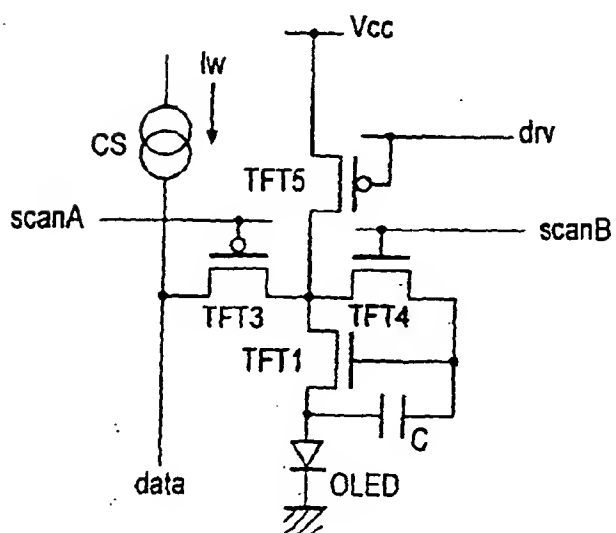 Vcc
Iw
CS
drv
TFT5
scanA
scanB
TFT3
TFT4
TFT1
C
data
OLED